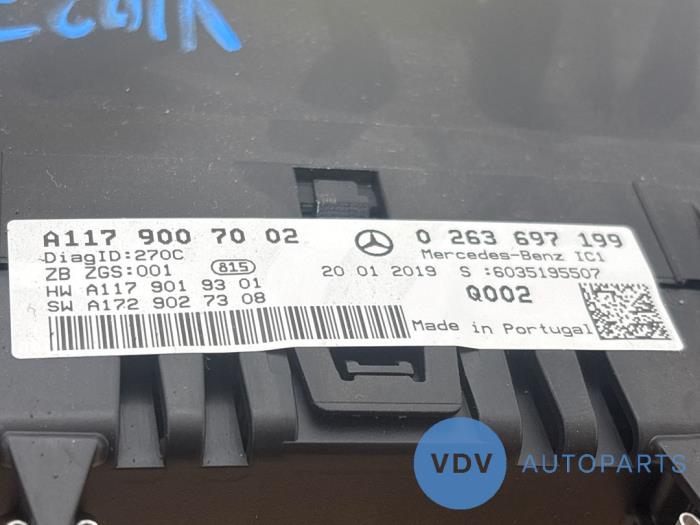 A117 900 70 02
0 263 697 199
DiagID:270C
Mercedes-Benz IC1
ZB ZGS:001
815
20 01 2019
S :6035195507
HW A117 901 93 01
Q002
SW A172 902 73 08
Made in Portugal
VDV AUTOPARTS